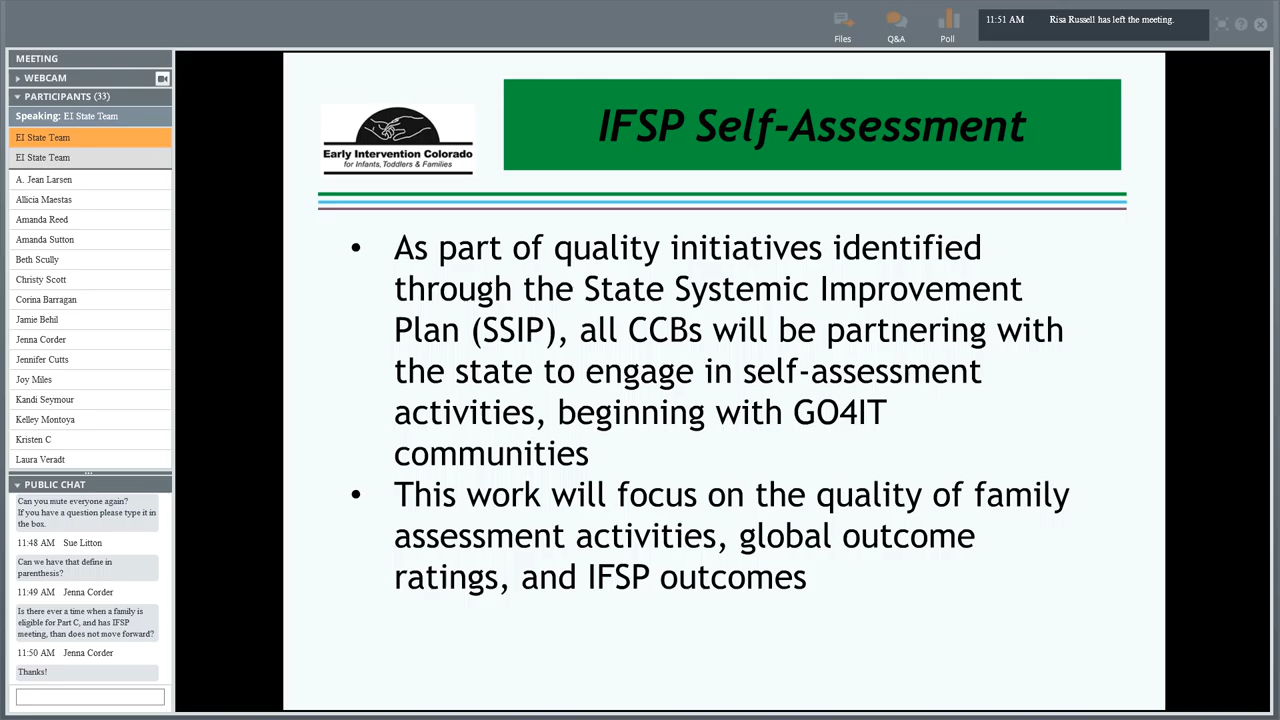 Files
Q&A
Poll
11:51 AM Risa Russell has left the meeting.
MEETING
WEBCAM
PARTICIPANTS (33)
Speaking: EI State Team
EI State Team
EI State Team
A. Jean Larsen
Allicia Maestas
Amanda Reed
Amanda Sutton
Beth Scully
Christy Scott
Corina Barragan
Jamie Behil
Jenna Corder
Jennifer Cutts
Joy Miles
Kandi Seymour
Kelley Montoya
Kristen C
Laura Veradt
PUBLIC CHAT
Can you mute everyone again?
If you have a question please type it in
the box.
11:48 AM Sue Litton
Can we have that define in
parenthesis?
11:49 AM Jenna Corder
Is there ever a time when a family is
eligible for Part C, and has IFSP
meeting, than does not move forward?
11:50 AM Jenna Corder
Thanks!
Early Intervention Colorado
for Infants, Toddlers & Families
IFSP Self-Assessment
• As part of quality initiatives identified
through the State Systemic Improvement
Plan (SSIP), all CCBs will be partnering with
the state to engage in self-assessment
activities, beginning with GO4IT
communities
• This work will focus on the quality of family
assessment activities, global outcome
ratings, and IFSP outcomes